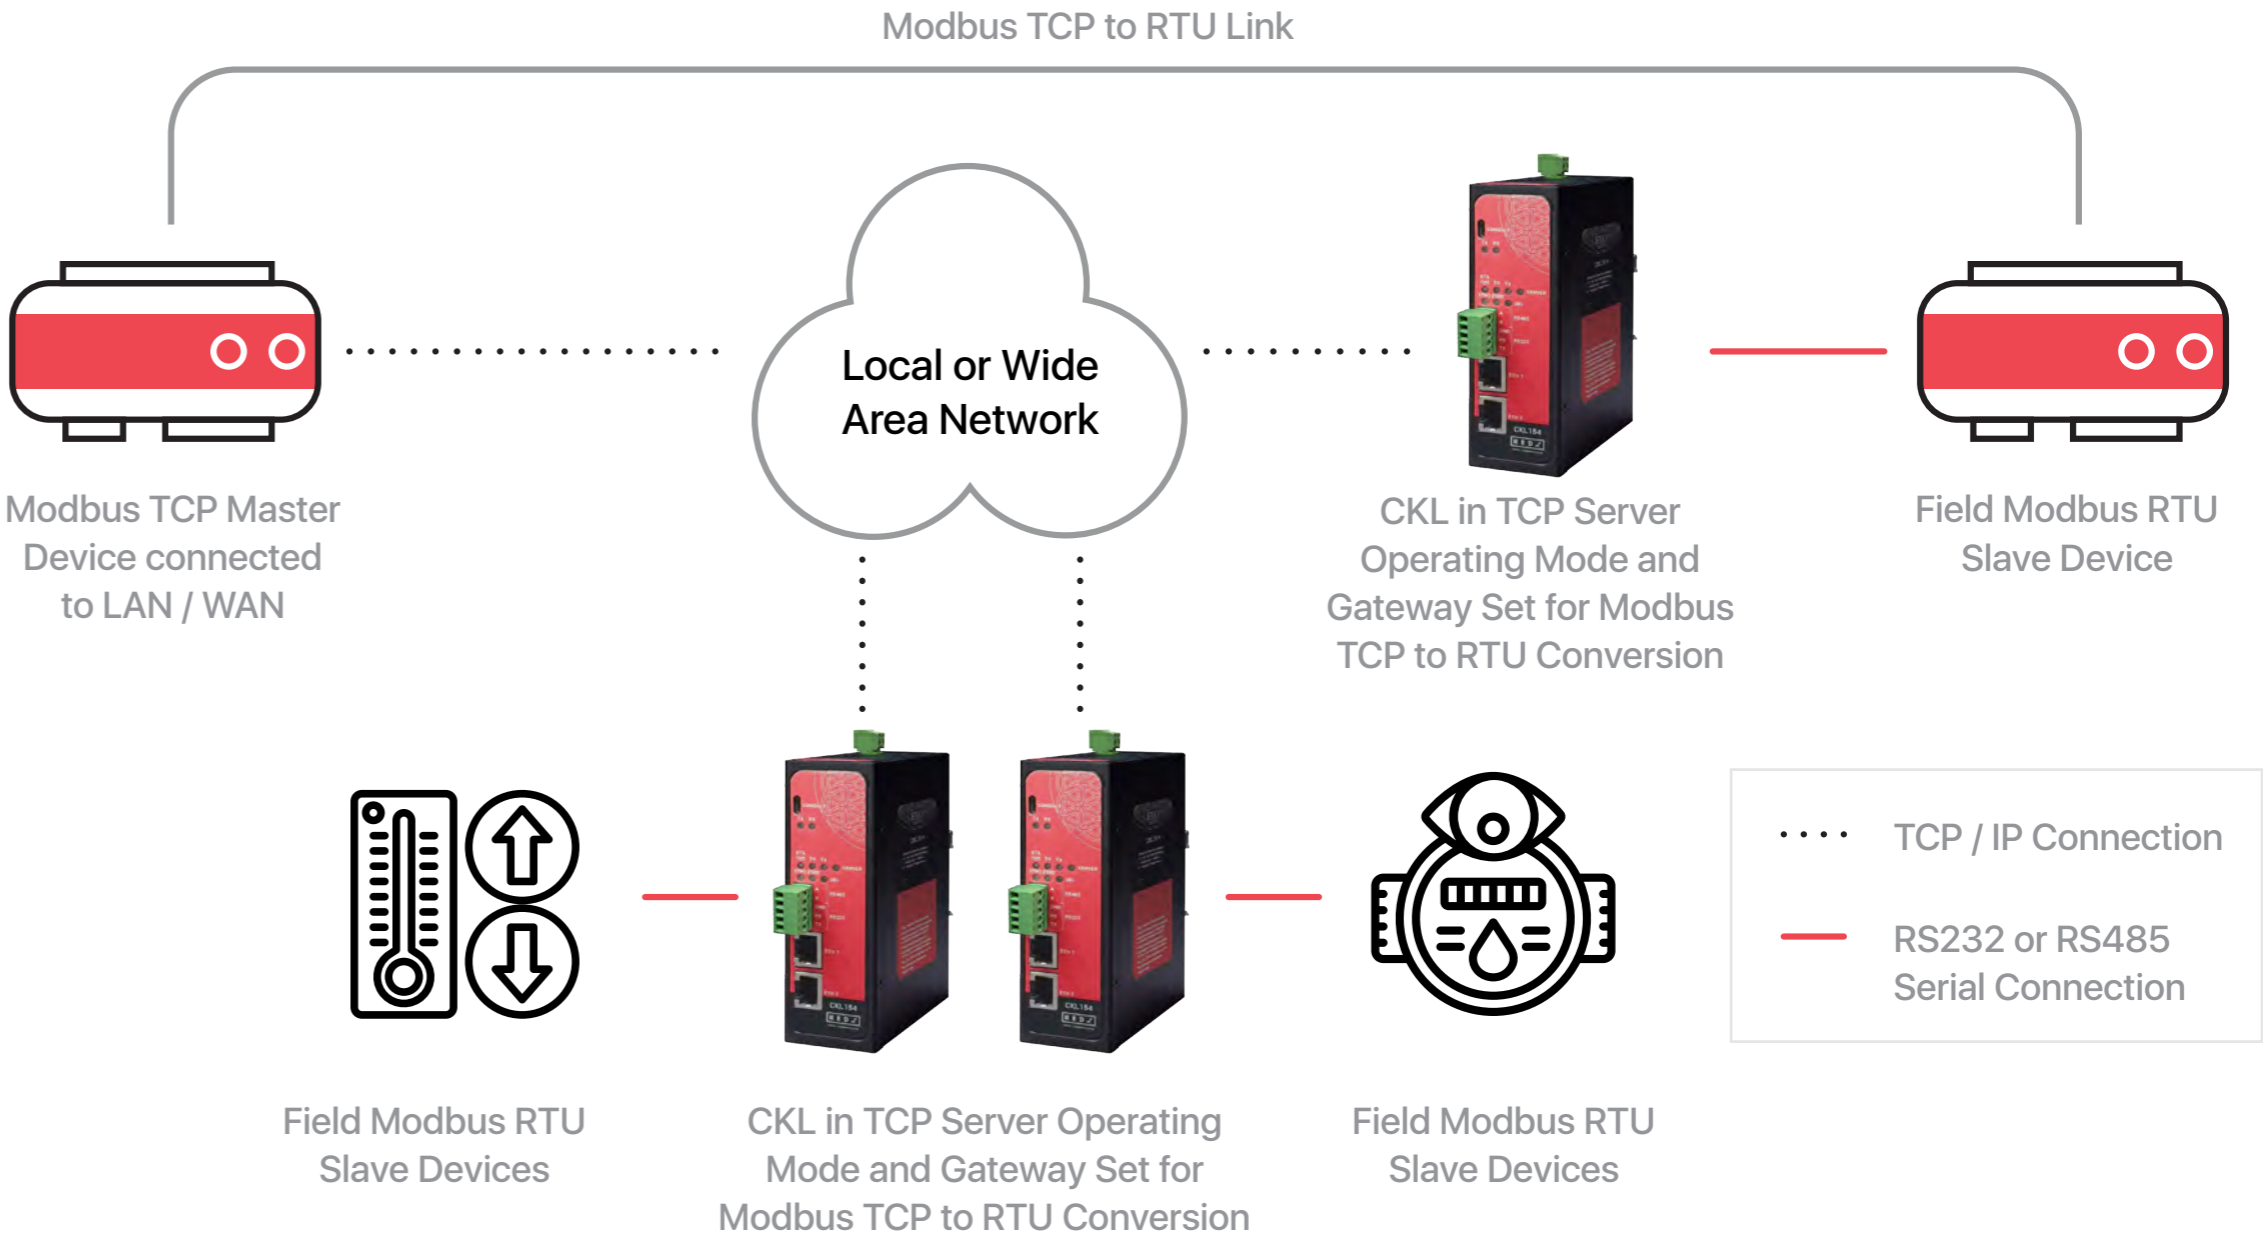 Modbus TCP to RTU Link
Local or Wide
Area Network
Modbus TCP Master
Device connected
to LAN / WAN
CKL184
CKL in TCP Server
Operating Mode and
Gateway Set for Modbus
TCP to RTU Conversion
Field Modbus RTU
Slave Device
CKL184
CKL184
TCP / IP Connection
RS232 or RS485
Serial Connection
Field Modbus RTU
Slave Devices
CKL in TCP Server Operating
Mode and Gateway Set for
Modbus TCP to RTU Conversion
Field Modbus RTU
Slave Devices